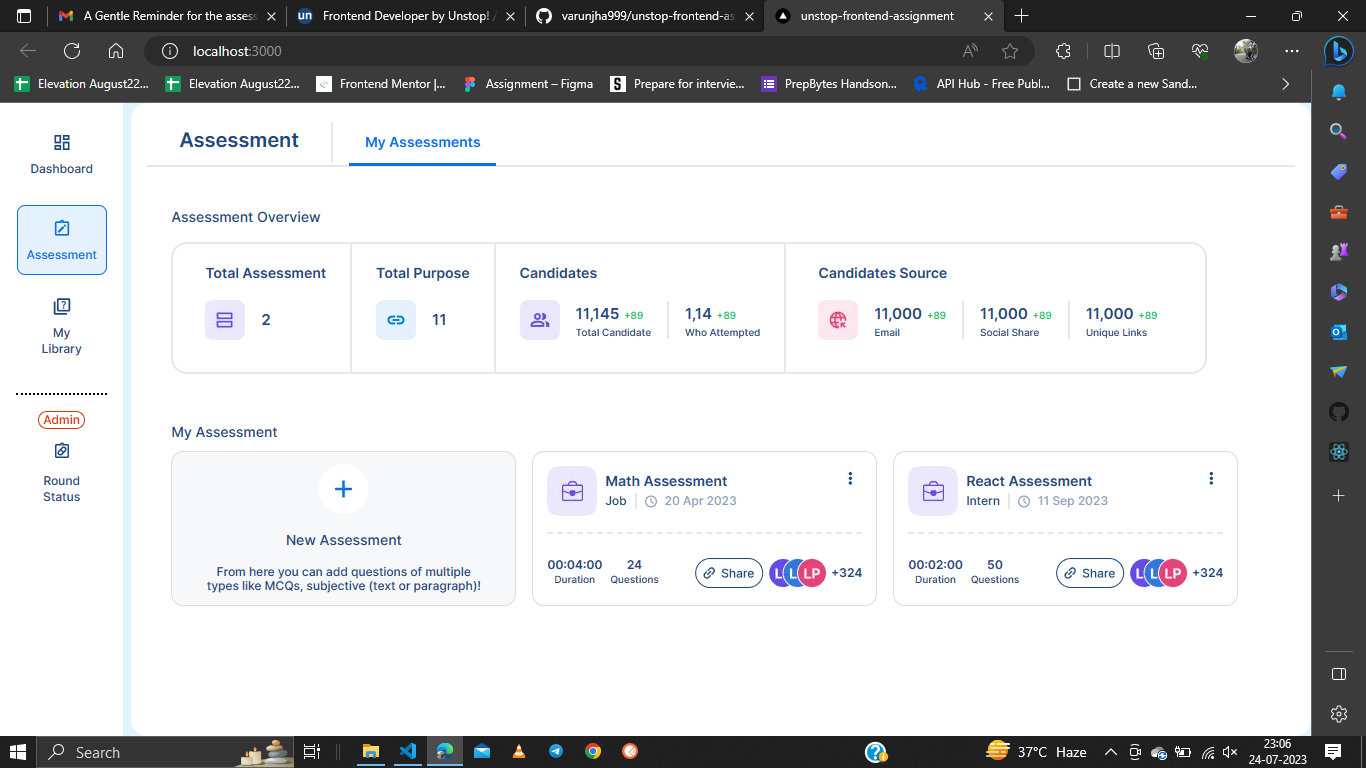 A Gentle Reminder for the assess
Frontend Developer by Unstop! /
varunjha999/unstop-frontend-as
unstop-frontend-assignment
localhost:3000
Elevation August22...
Elevation August22...
Frontend Mentor |...
Assignment – Figma
Prepare for intervie...
PrepBytes Handson...
API Hub - Free Publ...
Create a new Sand...
Dashboard
Assessment
My
Library
Admin
Round
Status
Assessment
My Assessments
Assessment Overview
Total Assessment
2
Total Purpose
11
Candidates
11,145 +89
Total Candidate
1,14 +89
Who Attempted
Candidates Source
11,000 +89
Email
11,000 +89
Social Share
11,000 +89
Unique Links
My Assessment
New Assessment
From here you can add questions of multiple
types like MCQs, subjective (text or paragraph)!
Math Assessment
Job 20 Apr 2023
00:04:00
Duration
24
Questions
Share
L L LP +324
React Assessment
Intern 11 Sep 2023
00:02:00
Duration
50
Questions
Share
L L LP +324
Search
37°C Haze
23:06
24-07-2023